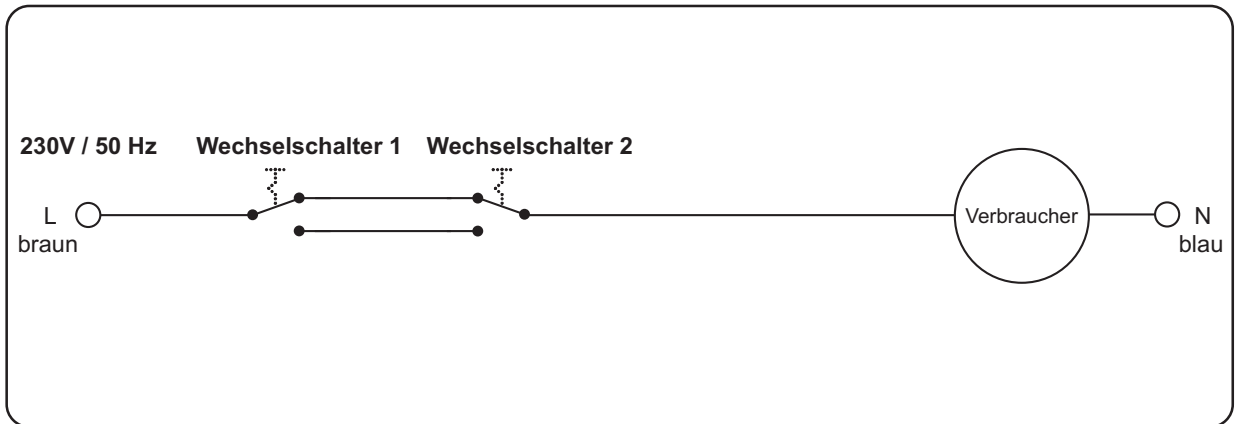 230V / 50 Hz
Wechselschalter 1
Wechselschalter 2
L
braun
Verbraucher
N
blau